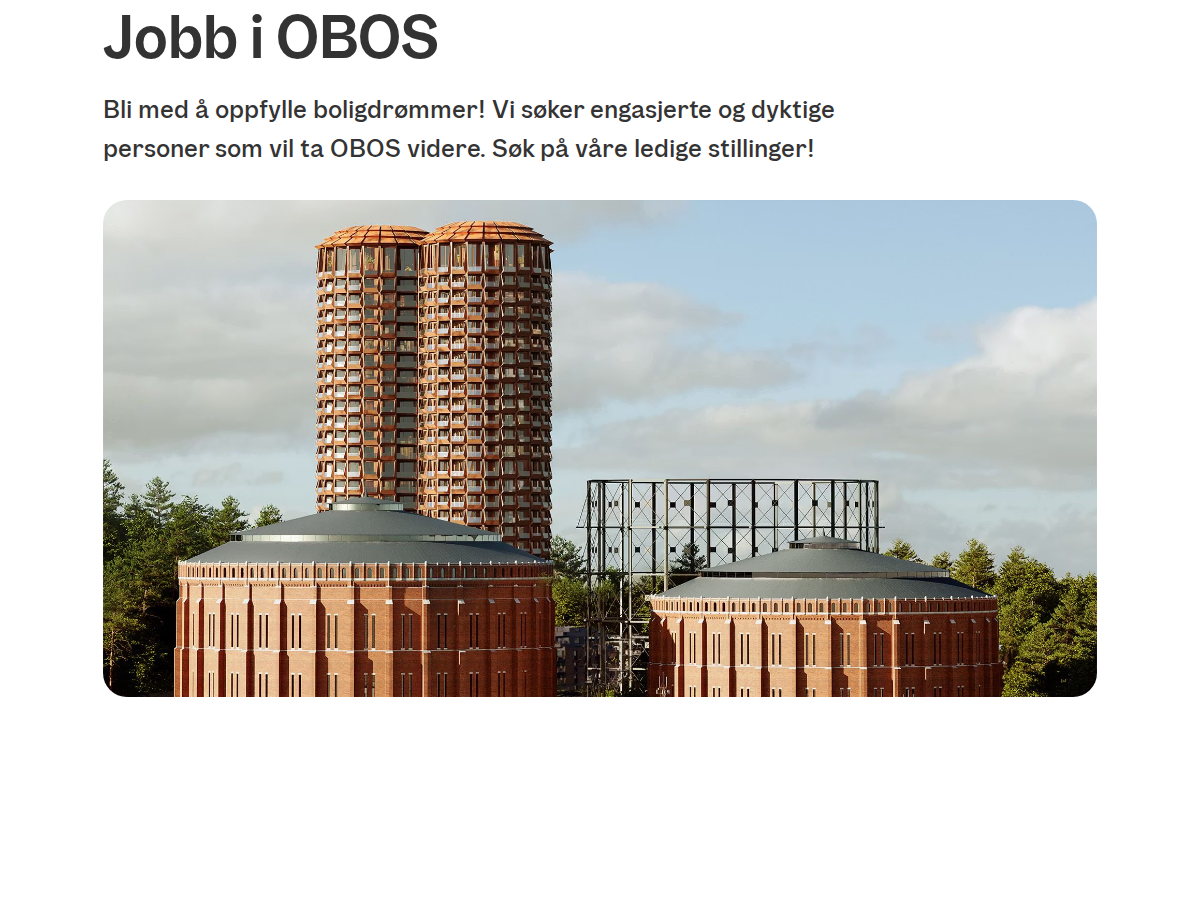 Jobb i OBOS
Bli med å oppfylle boligdrømmer! Vi søker engasjerte og dyktige
personer som vil ta OBOS videre. Søk på våre ledige stillinger!